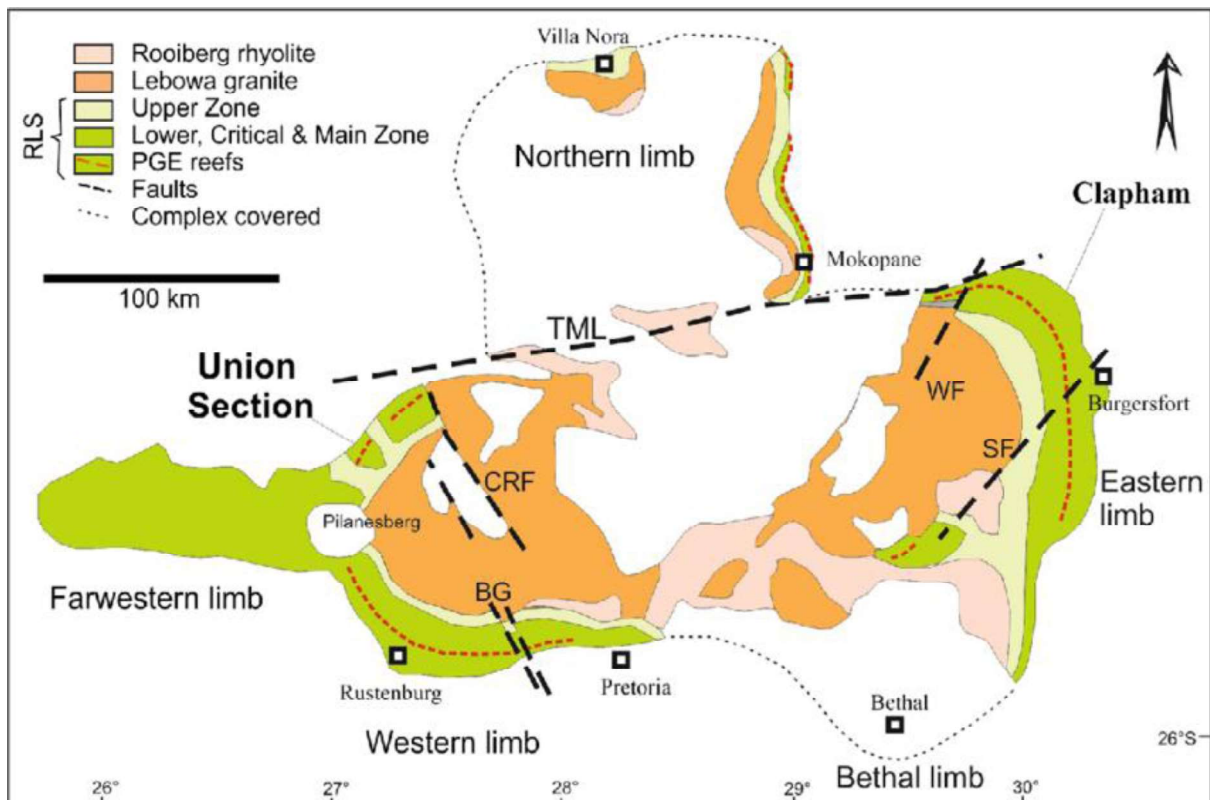 Rooiberg rhyolite
Lebowa granite
Upper Zone
Lower, Critical & Main Zone
PGE reefs
RLS
Faults
Complex covered
100 km
Villa Nora
Northern limb
Clapham
Mokopane
TML
Union
Section
WF
Burgersfort
SF
CRF
Eastern
limb
Pilanesberg
Farwestern limb
BG
Rustenburg
Pretoria
Bethal
Western limb
26°S
Bethal limb
26°
27°
28°
29°
30°